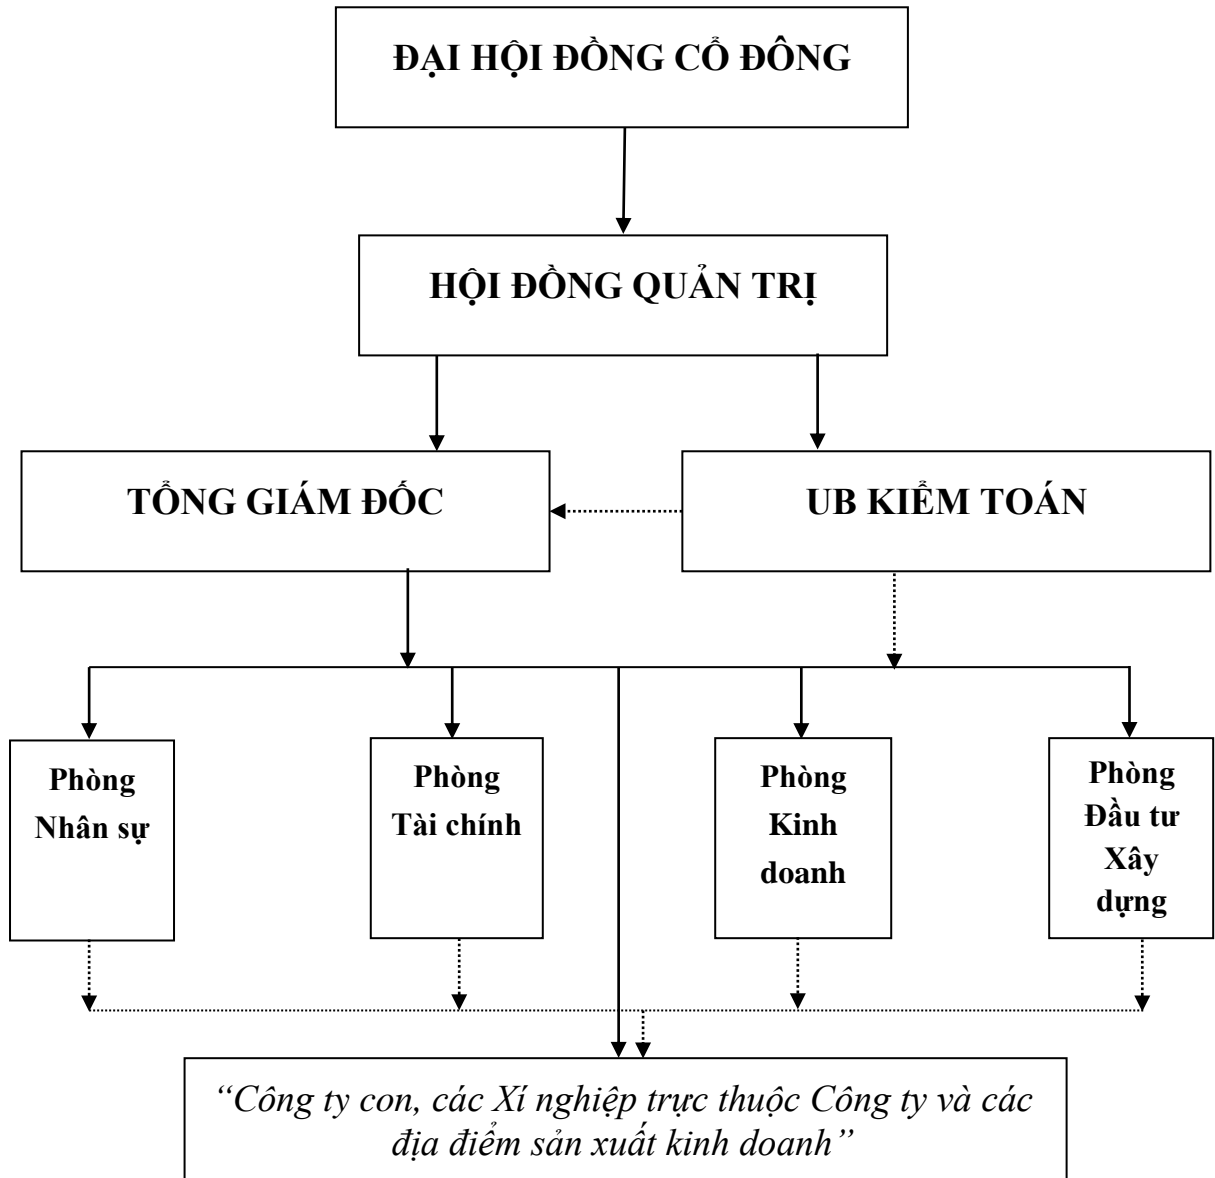 ĐẠI HỘI ĐỒNG CỔ ĐÔNG
HỘI ĐỒNG QUẢN TRỊ
TỔNG GIÁM ĐỐC
UB KIỂM TOÁN
Phòng
Nhân sự
Phòng
Tài chính
Phòng
Kinh
doanh
Phòng
Đầu tư
Xây
dựng
“Công ty con, các Xí nghiệp trực thuộc Công ty và các
địa điểm sản xuất kinh doanh”